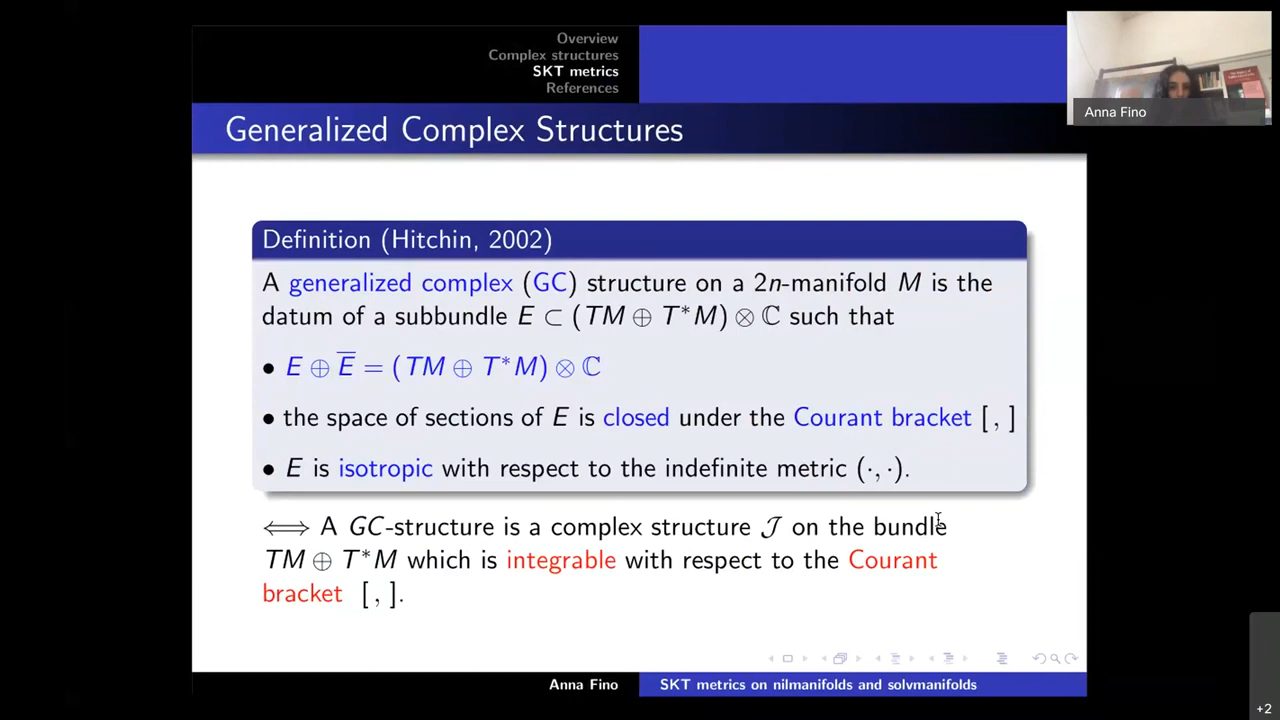 Overview
Complex structures
SKT metrics
References
Anna Fino
Generalized Complex Structures
Definition (Hitchin, 2002)
A generalized complex (GC) structure on a 2n-manifold M is the
datum of a subbundle E ⊂ (TM ⊕ T*M) ⊗ ℂ such that
• E ⊕ E̅ = (TM ⊕ T*M) ⊗ ℂ
• the space of sections of E is closed under the Courant bracket [ , ]
• E is isotropic with respect to the indefinite metric (·, ·).
⟺ A GC-structure is a complex structure 𝒥 on the bundle
TM ⊕ T*M which is integrable with respect to the Courant
bracket [ , ].
Anna Fino
SKT metrics on nilmanifolds and solvmanifolds
+2